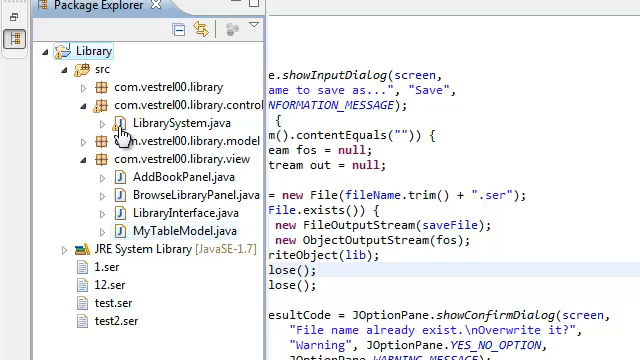 Package Explorer
Library
src
com.vestrel00.library
com.vestrel00.library.control
LibrarySystem.java
com.vestrel00.library.model
com.vestrel00.library.view
AddBookPanel.java
BrowseLibraryPanel.java
LibraryInterface.java
MyTableModel.java
JRE System Library [JavaSE-1.7]
1.ser
12.ser
test.ser
test2.ser
e.showInputDialog(screen,
ame to save as...", "Save",
NFORMATION_MESSAGE);
{
m().contentEquals("")) {
eam fos = null;
tream out = null;
= new File(fileName.trim() + ".ser");
File.exists()) {
new FileOutputStream(saveFile);
new ObjectOutputStream(fos);
riteObject(lib);
lose();
lose();
esultCode = JOptionPane.showConfirmDialog(screen,
"File name already exist.\nOverwrite it?",
"Warning", JOptionPane.YES_NO_OPTION,
JOptionPane.WARNING_MESSAGE)